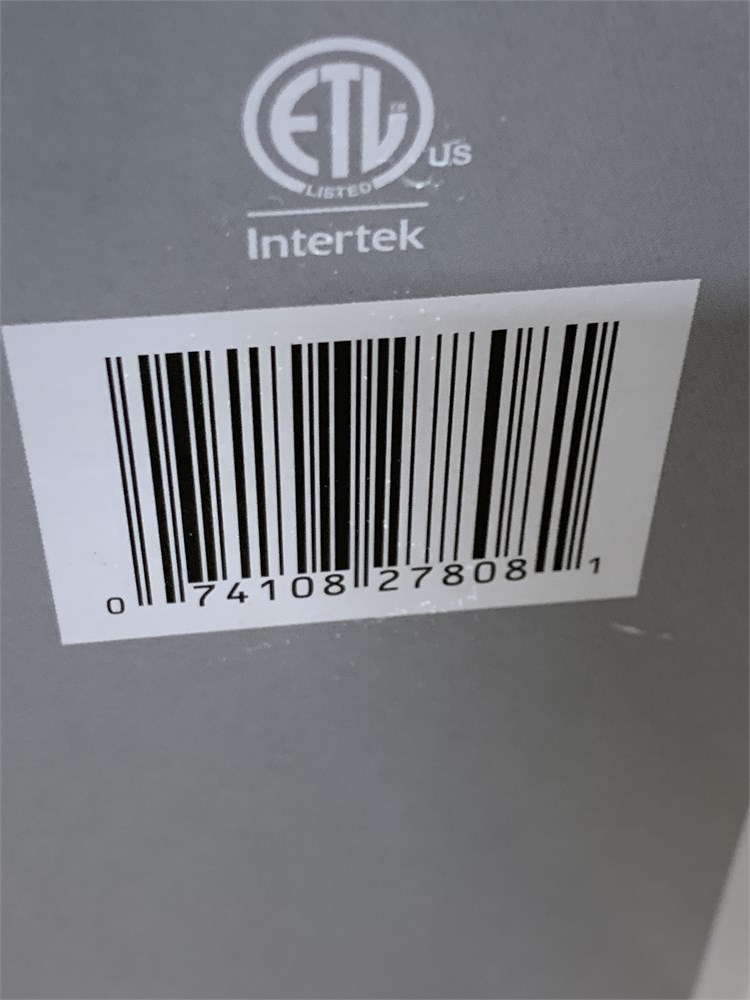 ETL
US
LISTED
Intertek
0 74108 27808 1